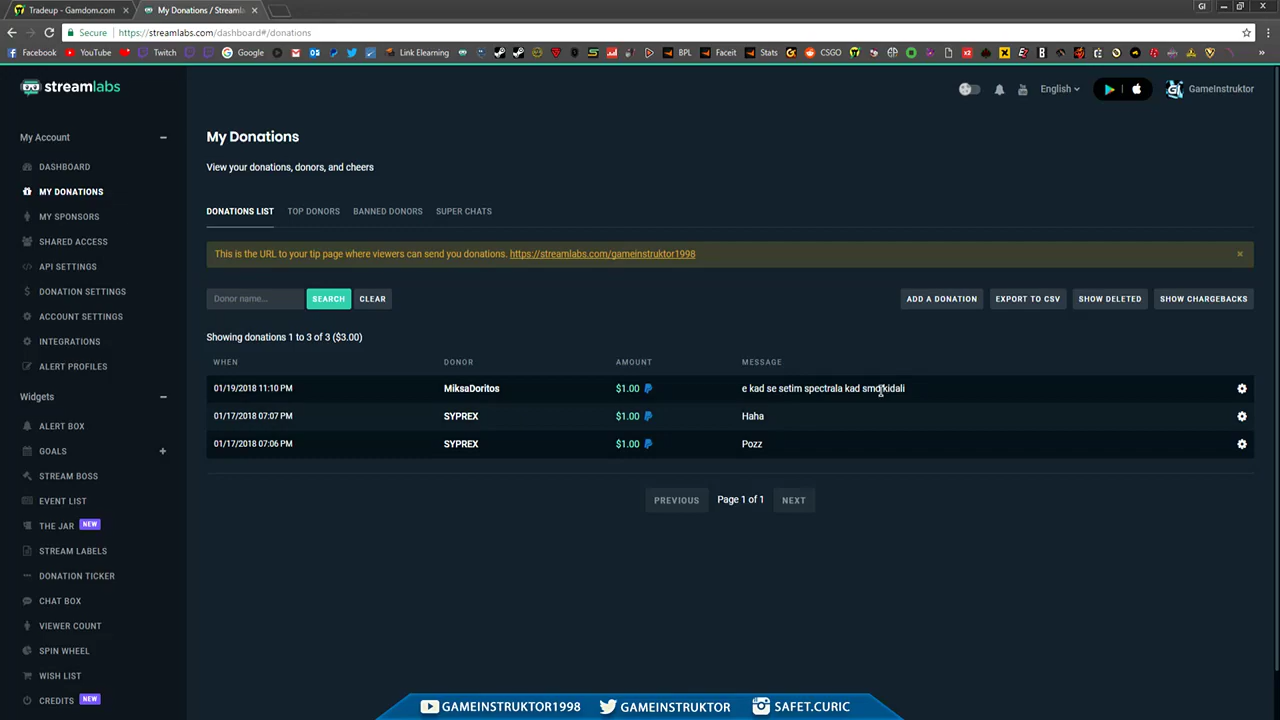 Tradeup - Gamdom.com
My Donations / Streaml
GI
Secure
https://streamlabs.com/dashboard#/donations
Facebook
YouTube
Twitch
Google
Link Elearning
BPL
Faceit
Stats
CSGO
streamlabs
English
GameInstruktor
My Account
DASHBOARD
MY DONATIONS
MY SPONSORS
SHARED ACCESS
API SETTINGS
DONATION SETTINGS
ACCOUNT SETTINGS
INTEGRATIONS
ALERT PROFILES
Widgets
ALERT BOX
GOALS
STREAM BOSS
EVENT LIST
THE JAR NEW
STREAM LABELS
DONATION TICKER
CHAT BOX
VIEWER COUNT
SPIN WHEEL
WISH LIST
CREDITS NEW
My Donations
View your donations, donors, and cheers
DONATIONS LIST TOP DONORS BANNED DONORS SUPER CHATS
This is the URL to your tip page where viewers can send you donations. https://streamlabs.com/gameinstruktor1998
Donor name... SEARCH CLEAR ADD A DONATION EXPORT TO CSV SHOW DELETED SHOW CHARGEBACKS
Showing donations 1 to 3 of 3 ($3.00)
WHEN DONOR AMOUNT MESSAGE
01/19/2018 11:10 PM MiksaDoritos $1.00 e kad se setim spectrala kad smo kidali
01/17/2018 07:07 PM SYPREX $1.00 Haha
01/17/2018 07:06 PM SYPREX $1.00 Pozz
PREVIOUS Page 1 of 1 NEXT
GAMEINSTRUKTOR1998 GAMEINSTRUKTOR SAFET.CURIC